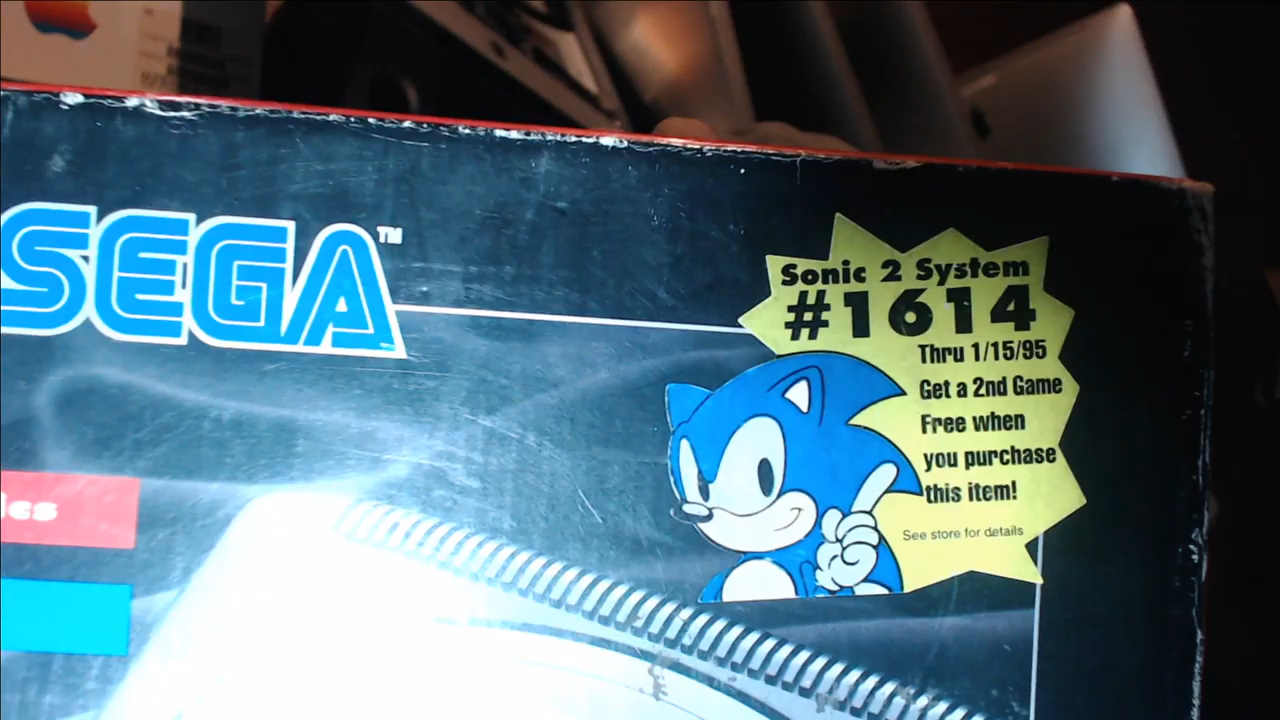 SEGA™
Sonic 2 System
#1614
Thru 1/15/95
Get a 2nd Game
Free when
you purchase
this item!
See store for details